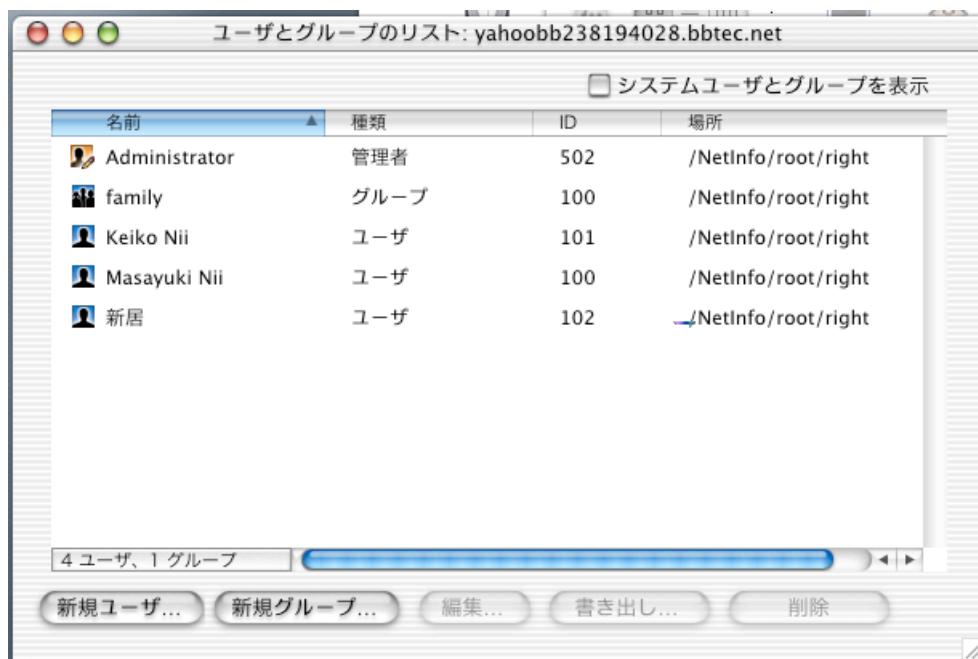 ユーザとグループのリスト: yahoobb238194028.bbtec.net
システムユーザとグループを表示
名前 種類 ID 場所
Administrator 管理者 502 /NetInfo/root/right
family グループ 100 /NetInfo/root/right
Keiko Nii ユーザ 101 /NetInfo/root/right
Masayuki Nii ユーザ 100 /NetInfo/root/right
新居 ユーザ 102 /NetInfo/root/right
4 ユーザ、1 グループ
新規ユーザ... 新規グループ... 編集... 書き出し... 削除